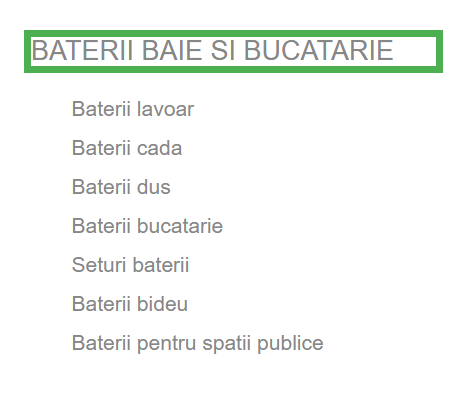 BATERII BAIE SI BUCATARIE
Baterii lavoar
Baterii cada
Baterii dus
Baterii bucatarie
Seturi baterii
Baterii bideu
Baterii pentru spatii publice